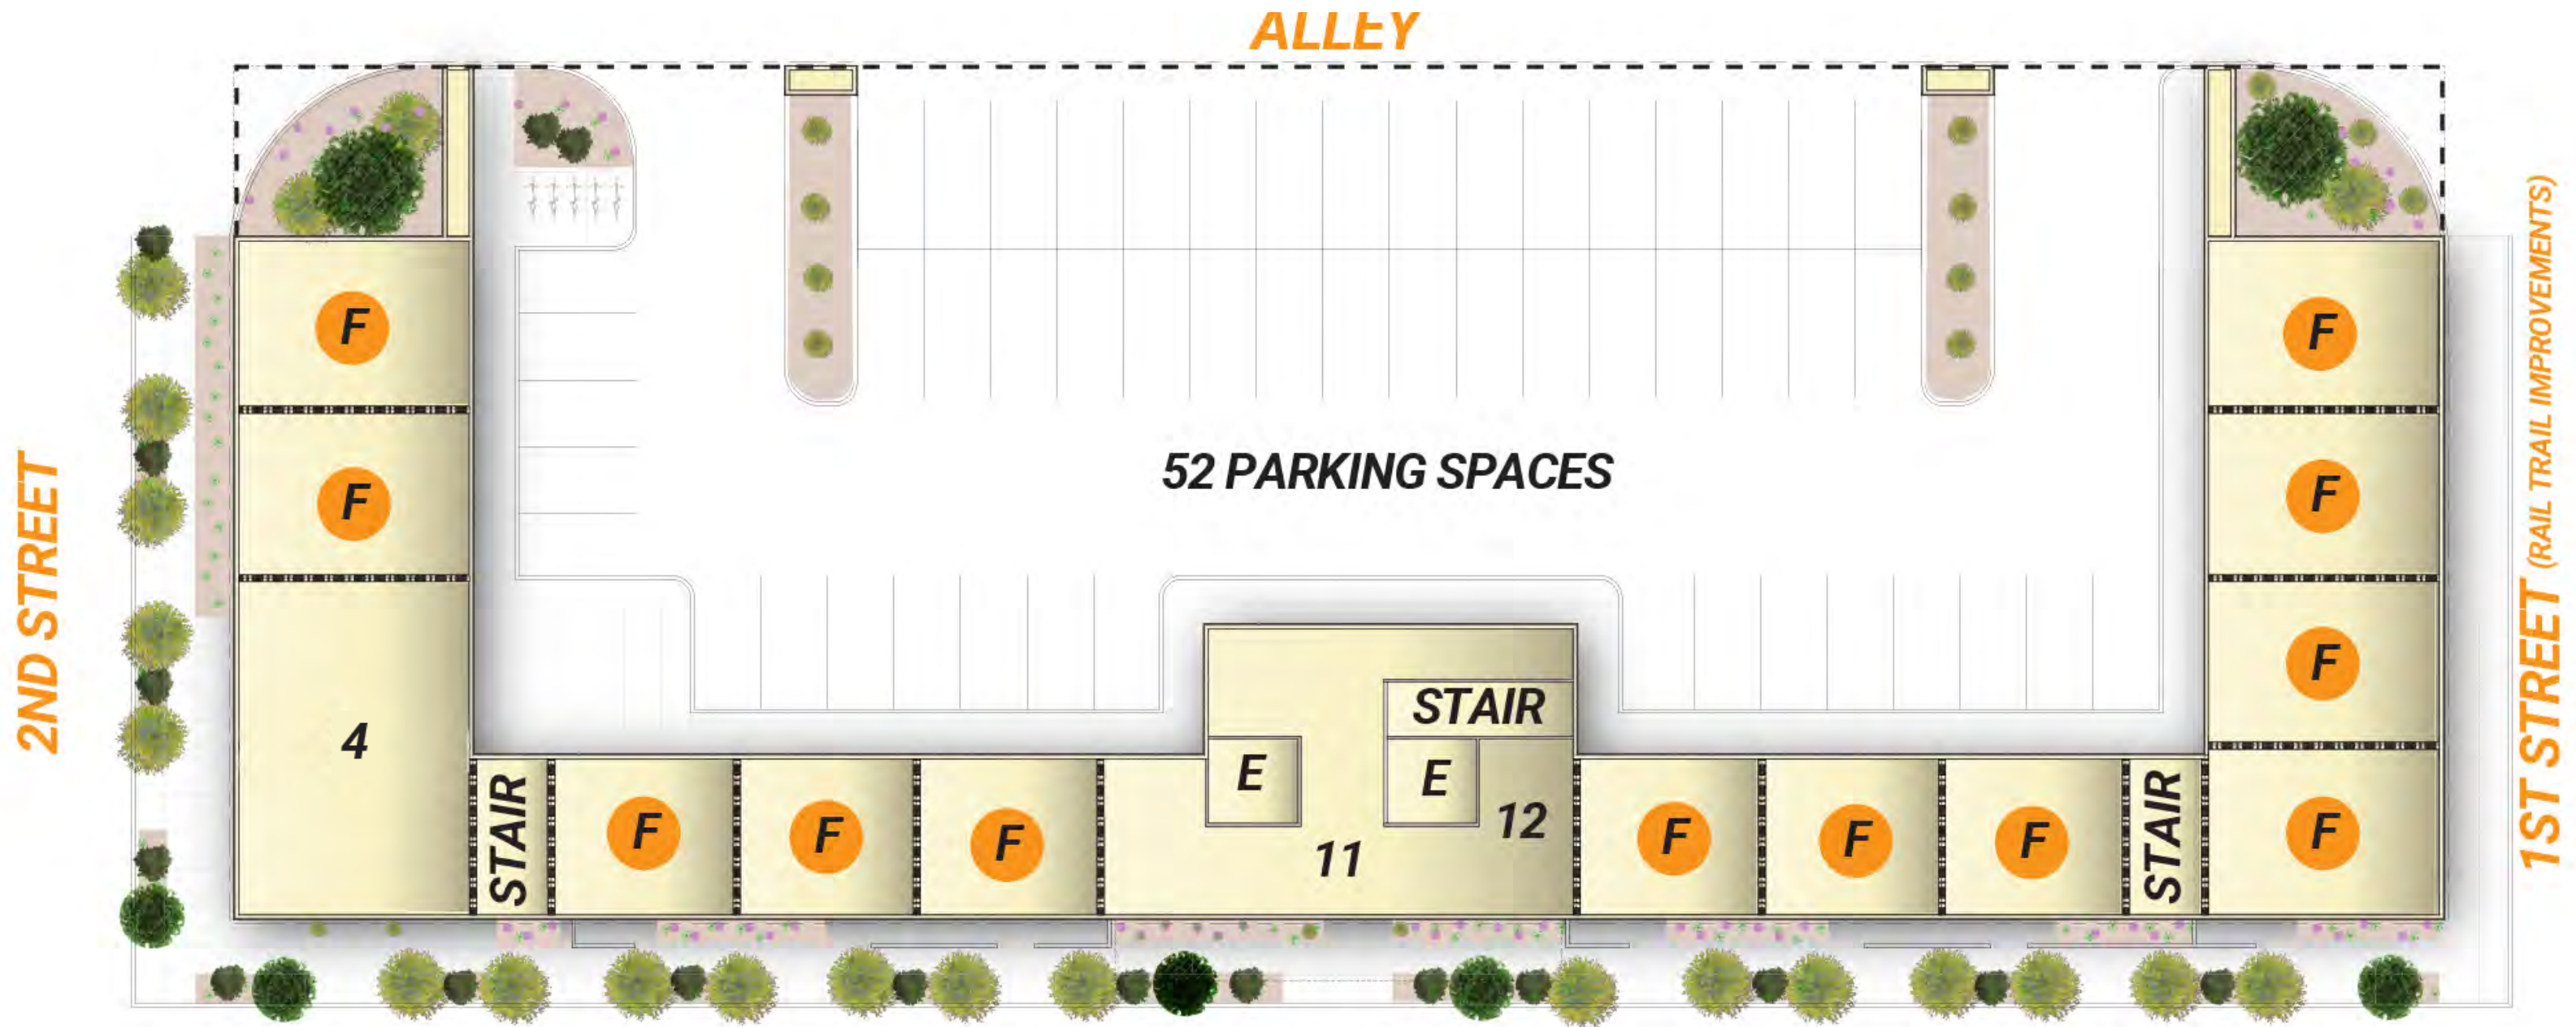 ALLEY
2ND STREET
52 PARKING SPACES
1ST STREET (RAIL TRAIL IMPROVEMENTS)
F
F
F
F
F
F
4
STAIR
F
F
F
E
11
STAIR
E
12
F
F
F
STAIR